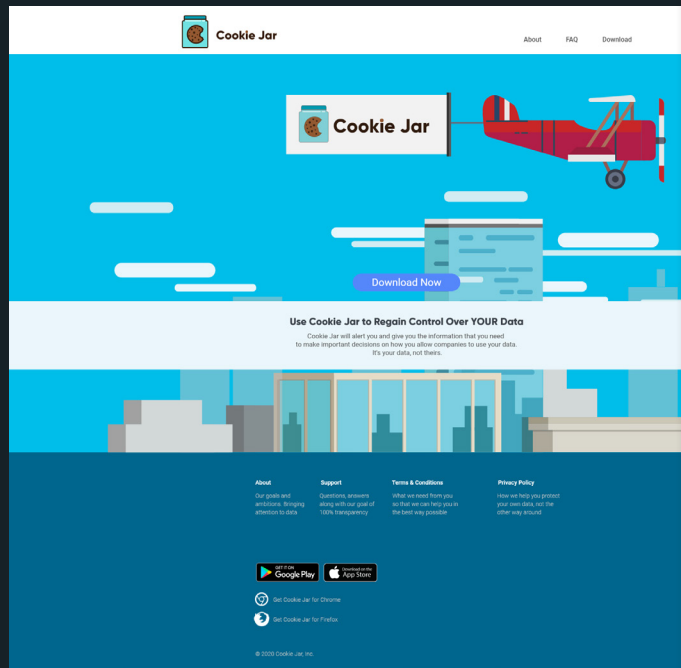 Cookie Jar
About FAQ Download
Cookie Jar
Download Now
Use Cookie Jar to Regain Control Over YOUR Data
Cookie Jar will alert you and give you the information that you need
to make important decisions on how you allow companies to use your data.
It's your data, not theirs.
About
Our goals and
ambitions. Bringing
attention to data
Support
Questions, answers
along with our goal of
100% transparency
Terms & Conditions
What we need from you
so that we can help you in
the best way possible
Privacy Policy
How we help you protect
your own data, not the
other way around
GET IT ON
Google Play
Download on the
App Store
Get Cookie Jar for Chrome
Get Cookie Jar for Firefox
© 2020 Cookie Jar, Inc.